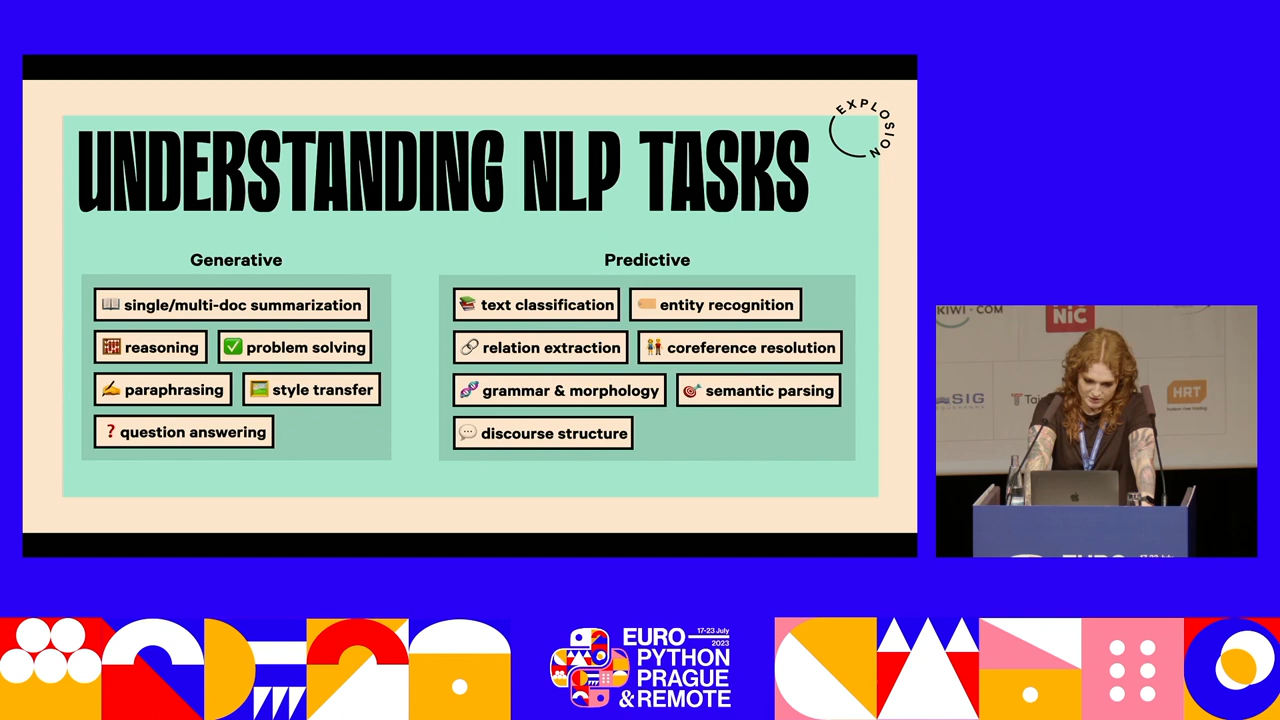 EXPLOSION
UNDERSTANDING NLP TASKS
Generative
single/multi-doc summarization
reasoning
problem solving
paraphrasing
style transfer
question answering
Predictive
text classification
entity recognition
relation extraction
coreference resolution
grammar & morphology
semantic parsing
discourse structure
KIWI.COM
NiC
SIG
HRT
EURO
17-23 July
2023
PYTHON
PRAGUE
& REMOTE